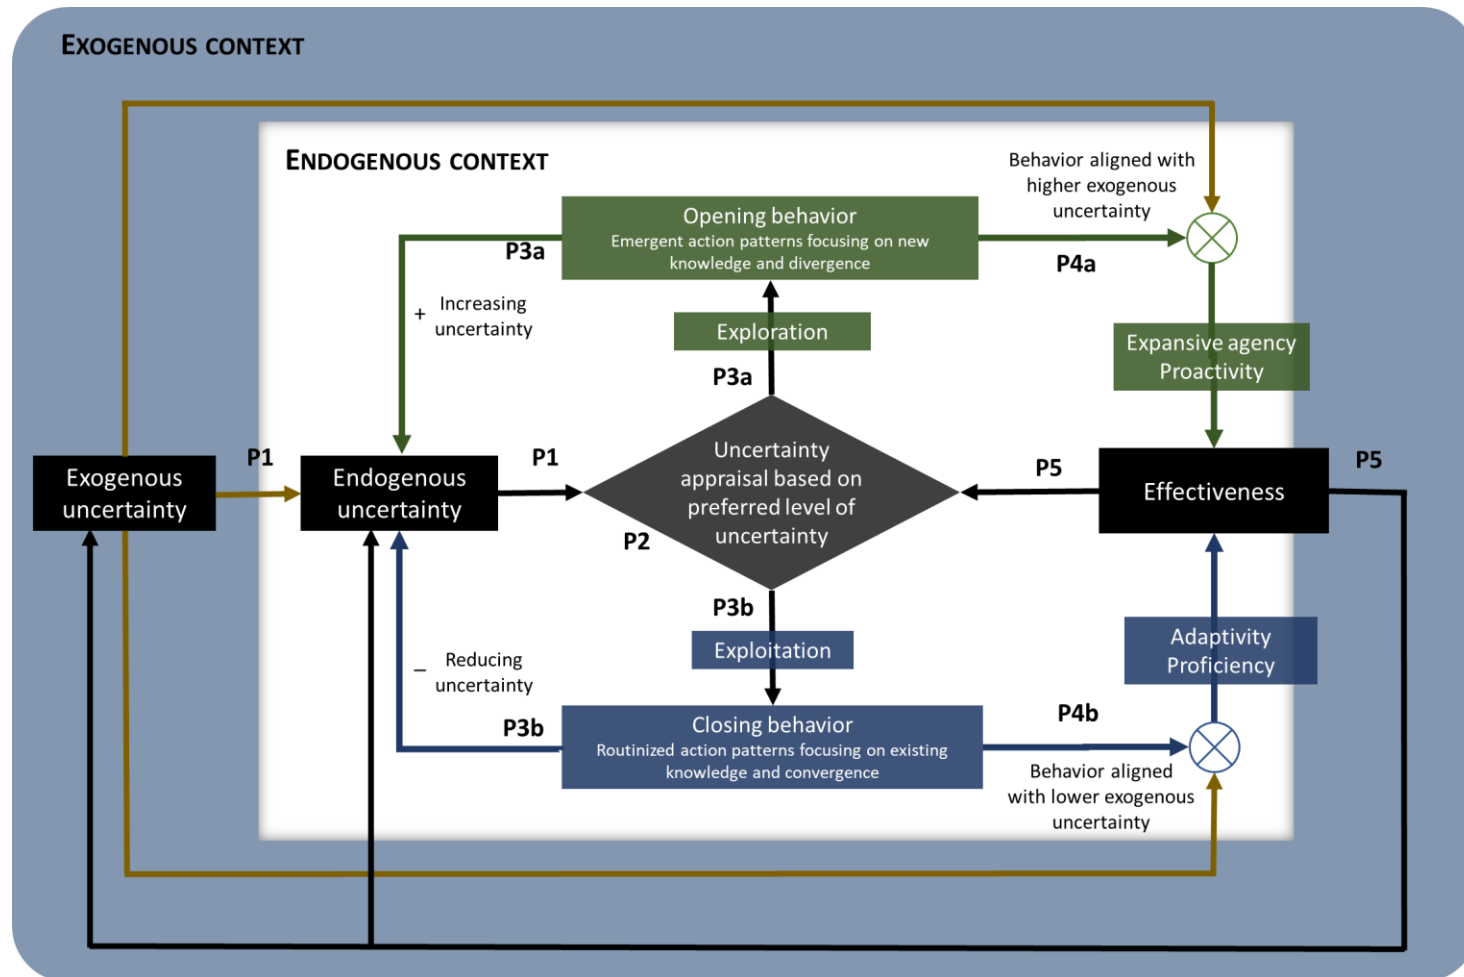 EXOGENOUS CONTEXT
ENDOGENOUS CONTEXT
Behavior aligned with
higher exogenous
uncertainty
Opening behavior
Emergent action patterns focusing on new
knowledge and divergence
P3a
P4a
+ Increasing
uncertainty
Exploration
P3a
Expansive agency
Proactivity
P1
Exogenous
uncertainty
Endogenous
uncertainty
P1
Uncertainty
appraisal based on
preferred level of
uncertainty
P2
P5
Effectiveness
P5
P3b
Exploitation
Adaptivity
Proficiency
− Reducing
uncertainty
P3b
Closing behavior
Routinized action patterns focusing on existing
knowledge and convergence
P4b
Behavior aligned
with lower exogenous
uncertainty